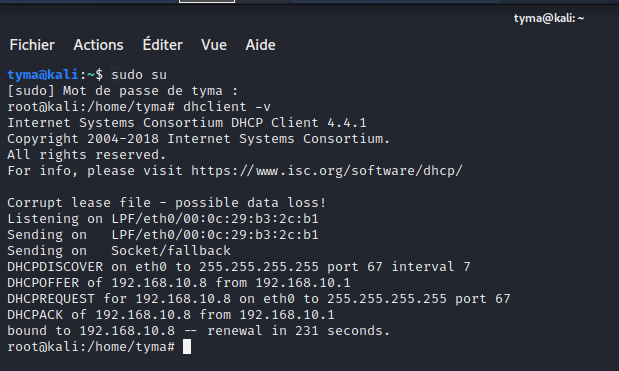 tyma@kali: ~
Fichier Actions Éditer Vue Aide
tyma@kali:~$ sudo su
[sudo] Mot de passe de tyma :
root@kali:/home/tyma# dhclient -v
Internet Systems Consortium DHCP Client 4.4.1
Copyright 2004-2018 Internet Systems Consortium.
All rights reserved.
For info, please visit https://www.isc.org/software/dhcp/
Corrupt lease file - possible data loss!
Listening on LPF/eth0/00:0c:29:b3:2c:b1
Sending on   LPF/eth0/00:0c:29:b3:2c:b1
Sending on   Socket/fallback
DHCPDISCOVER on eth0 to 255.255.255.255 port 67 interval 7
DHCPOFFER of 192.168.10.8 from 192.168.10.1
DHCPREQUEST for 192.168.10.8 on eth0 to 255.255.255.255 port 67
DHCPACK of 192.168.10.8 from 192.168.10.1
bound to 192.168.10.8 -- renewal in 231 seconds.
root@kali:/home/tyma#